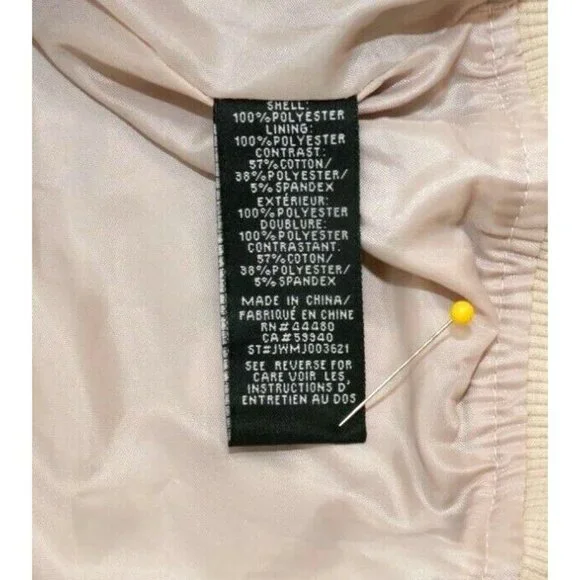 SHELL:
100%POLYESTER
LINING:
100%POLYESTER
CONTRAST:
57%COTTON/
38%POLYESTER/
5%SPANDEX
EXTÉRIEUR:
100%POLYESTER
DOUBLURE:
100%POLYESTER
CONTRASTANT:
57%COTON/
38%POLYESTER/
5%SPANDEX
MADE IN CHINA/
FABRIQUÉ EN CHINE
RN#44480
CA#59940
ST#JWMJ003621
SEE REVERSE FOR
CARE VOIR LES
INSTRUCTIONS D'
ENTRETIEN AU DOS